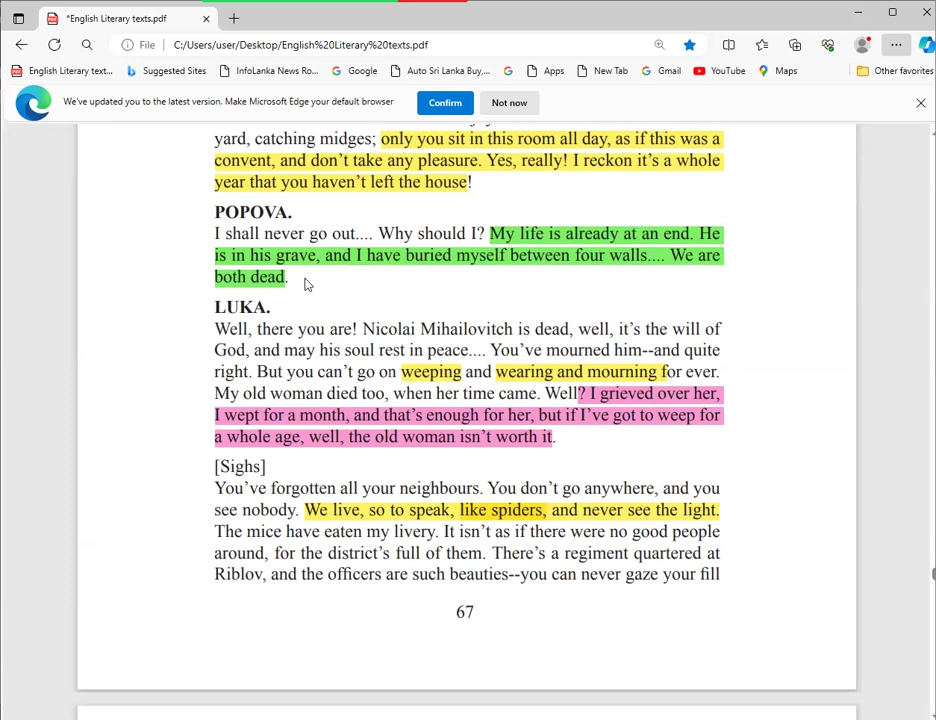 *English Literary texts.pdf
File C:/Users/user/Desktop/English%20Literary%20texts.pdf
English Literary text... Suggested Sites InfoLanka News Ro... Google Auto Sri Lanka Buy,... Apps New Tab Gmail YouTube Maps Other favorites
We've updated you to the latest version. Make Microsoft Edge your default browser Confirm Not now
yard, catching midges; only you sit in this room all day, as if this was a
convent, and don't take any pleasure. Yes, really! I reckon it's a whole
year that you haven't left the house!
POPOVA.
I shall never go out.... Why should I? My life is already at an end. He
is in his grave, and I have buried myself between four walls.... We are
both dead.
LUKA.
Well, there you are! Nicolai Mihailovitch is dead, well, it's the will of
God, and may his soul rest in peace.... You've mourned him--and quite
right. But you can't go on weeping and wearing and mourning for ever.
My old woman died too, when her time came. Well? I grieved over her,
I wept for a month, and that's enough for her, but if I've got to weep for
a whole age, well, the old woman isn't worth it.
[Sighs]
You've forgotten all your neighbours. You don't go anywhere, and you
see nobody. We live, so to speak, like spiders, and never see the light.
The mice have eaten my livery. It isn't as if there were no good people
around, for the district's full of them. There's a regiment quartered at
Riblov, and the officers are such beauties--you can never gaze your fill
67